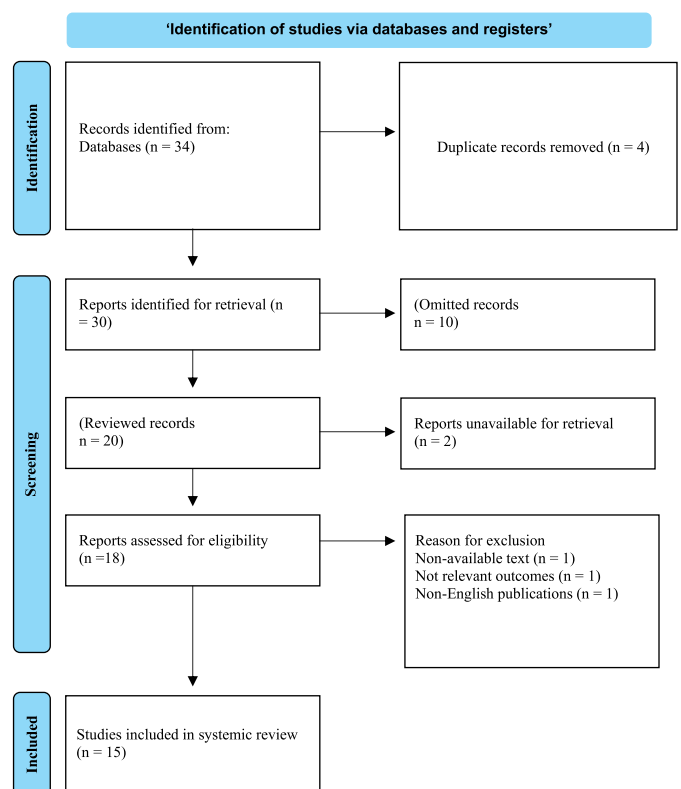 ‘Identification of studies via databases and registers’
Identification
Records identified from:
Databases (n = 34)
Duplicate records removed (n = 4)
Screening
Reports identified for retrieval (n
= 30)
(Omitted records
n = 10)
(Reviewed records
n = 20)
Reports unavailable for retrieval
(n = 2)
Reports assessed for eligibility
(n =18)
Reason for exclusion
Non-available text (n = 1)
Not relevant outcomes (n = 1)
Non-English publications (n = 1)
Included
Studies included in systemic review
(n = 15)